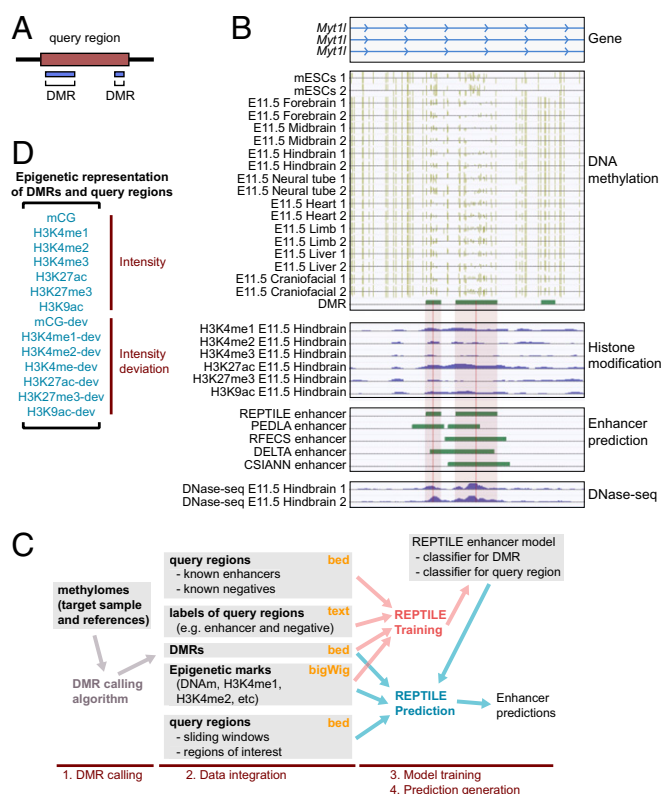 A
query region
DMR
DMR
B
Myt1l
Myt1l
Myt1l
Gene
mESCs 1
mESCs 2
E11.5 Forebrain 1
E11.5 Forebrain 2
E11.5 Midbrain 1
E11.5 Midbrain 2
E11.5 Hindbrain 1
E11.5 Hindbrain 2
E11.5 Neural tube 1
E11.5 Neural tube 2
E11.5 Heart 1
E11.5 Heart 2
E11.5 Limb 1
E11.5 Limb 2
E11.5 Liver 1
E11.5 Liver 2
E11.5 Craniofacial 1
E11.5 Craniofacial 2
DMR
DNA
methylation
H3K4me1 E11.5 Hindbrain
H3K4me2 E11.5 Hindbrain
H3K4me3 E11.5 Hindbrain
H3K27ac E11.5 Hindbrain
H3K27me3 E11.5 Hindbrain
H3K9ac E11.5 Hindbrain
Histone
modification
REPTILE enhancer
PEDLA enhancer
RFECS enhancer
DELTA enhancer
CSIANN enhancer
Enhancer
prediction
DNase-seq E11.5 Hindbrain 1
DNase-seq E11.5 Hindbrain 2
DNase-seq
D
Epigenetic representation
of DMRs and query regions
mCG
H3K4me1
H3K4me2
H3K4me3
H3K27ac
H3K27me3
H3K9ac
Intensity
mCG-dev
H3K4me1-dev
H3K4me2-dev
H3K4me-dev
H3K27ac-dev
H3K27me3-dev
H3K9ac-dev
Intensity
deviation
C
methylomes
(target sample
and references)
DMR calling
algorithm
query regions bed
- known enhancers
- known negatives
labels of query regions text
(e.g. enhancer and negative)
DMRs bed
Epigenetic marks bigWig
(DNAm, H3K4me1,
H3K4me2, etc)
query regions bed
- sliding windows
- regions of interest
REPTILE enhancer model
- classifier for DMR
- classifier for query region
REPTILE
Training
REPTILE
Prediction
Enhancer
predictions
1. DMR calling
2. Data integration
3. Model training
4. Prediction generation